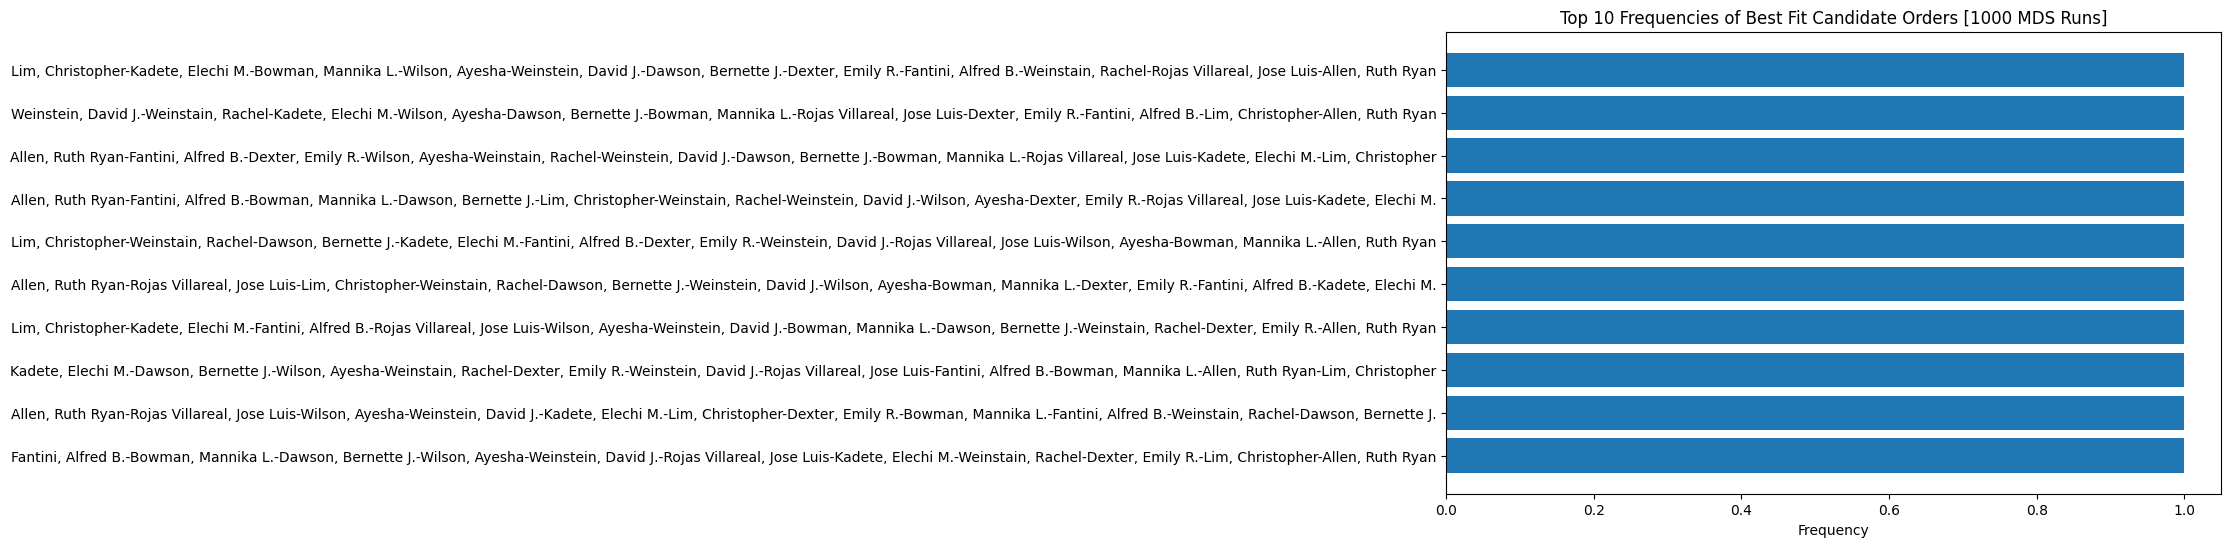 Top 10 Frequencies of Best Fit Candidate Orders [1000 MDS Runs]
Lim, Christopher-Kadete, Elechi M.-Bowman, Mannika L.-Wilson, Ayesha-Weinstein, David J.-Dawson, Bernette J.-Dexter, Emily R.-Fantini, Alfred B.-Weinstain, Rachel-Rojas Villareal, Jose Luis-Allen, Ruth Ryan
Weinstein, David J.-Weinstain, Rachel-Kadete, Elechi M.-Wilson, Ayesha-Dawson, Bernette J.-Bowman, Mannika L.-Rojas Villareal, Jose Luis-Dexter, Emily R.-Fantini, Alfred B.-Lim, Christopher-Allen, Ruth Ryan
Allen, Ruth Ryan-Fantini, Alfred B.-Dexter, Emily R.-Wilson, Ayesha-Weinstain, Rachel-Weinstein, David J.-Dawson, Bernette J.-Bowman, Mannika L.-Rojas Villareal, Jose Luis-Kadete, Elechi M.-Lim, Christopher
Allen, Ruth Ryan-Fantini, Alfred B.-Bowman, Mannika L.-Dawson, Bernette J.-Lim, Christopher-Weinstain, Rachel-Weinstein, David J.-Wilson, Ayesha-Dexter, Emily R.-Rojas Villareal, Jose Luis-Kadete, Elechi M.
Lim, Christopher-Weinstain, Rachel-Dawson, Bernette J.-Kadete, Elechi M.-Fantini, Alfred B.-Dexter, Emily R.-Weinstein, David J.-Rojas Villareal, Jose Luis-Wilson, Ayesha-Bowman, Mannika L.-Allen, Ruth Ryan
Allen, Ruth Ryan-Rojas Villareal, Jose Luis-Lim, Christopher-Weinstain, Rachel-Dawson, Bernette J.-Weinstein, David J.-Wilson, Ayesha-Bowman, Mannika L.-Dexter, Emily R.-Fantini, Alfred B.-Kadete, Elechi M.
Lim, Christopher-Kadete, Elechi M.-Fantini, Alfred B.-Rojas Villareal, Jose Luis-Wilson, Ayesha-Weinstein, David J.-Bowman, Mannika L.-Dawson, Bernette J.-Weinstain, Rachel-Dexter, Emily R.-Allen, Ruth Ryan
Kadete, Elechi M.-Dawson, Bernette J.-Wilson, Ayesha-Weinstain, Rachel-Dexter, Emily R.-Weinstein, David J.-Rojas Villareal, Jose Luis-Fantini, Alfred B.-Bowman, Mannika L.-Allen, Ruth Ryan-Lim, Christopher
Allen, Ruth Ryan-Rojas Villareal, Jose Luis-Wilson, Ayesha-Weinstein, David J.-Kadete, Elechi M.-Lim, Christopher-Dexter, Emily R.-Bowman, Mannika L.-Fantini, Alfred B.-Weinstain, Rachel-Dawson, Bernette J.
Fantini, Alfred B.-Bowman, Mannika L.-Dawson, Bernette J.-Wilson, Ayesha-Weinstein, David J.-Rojas Villareal, Jose Luis-Kadete, Elechi M.-Weinstain, Rachel-Dexter, Emily R.-Lim, Christopher-Allen, Ruth Ryan
0.0 0.2 0.4 0.6 0.8 1.0
Frequency